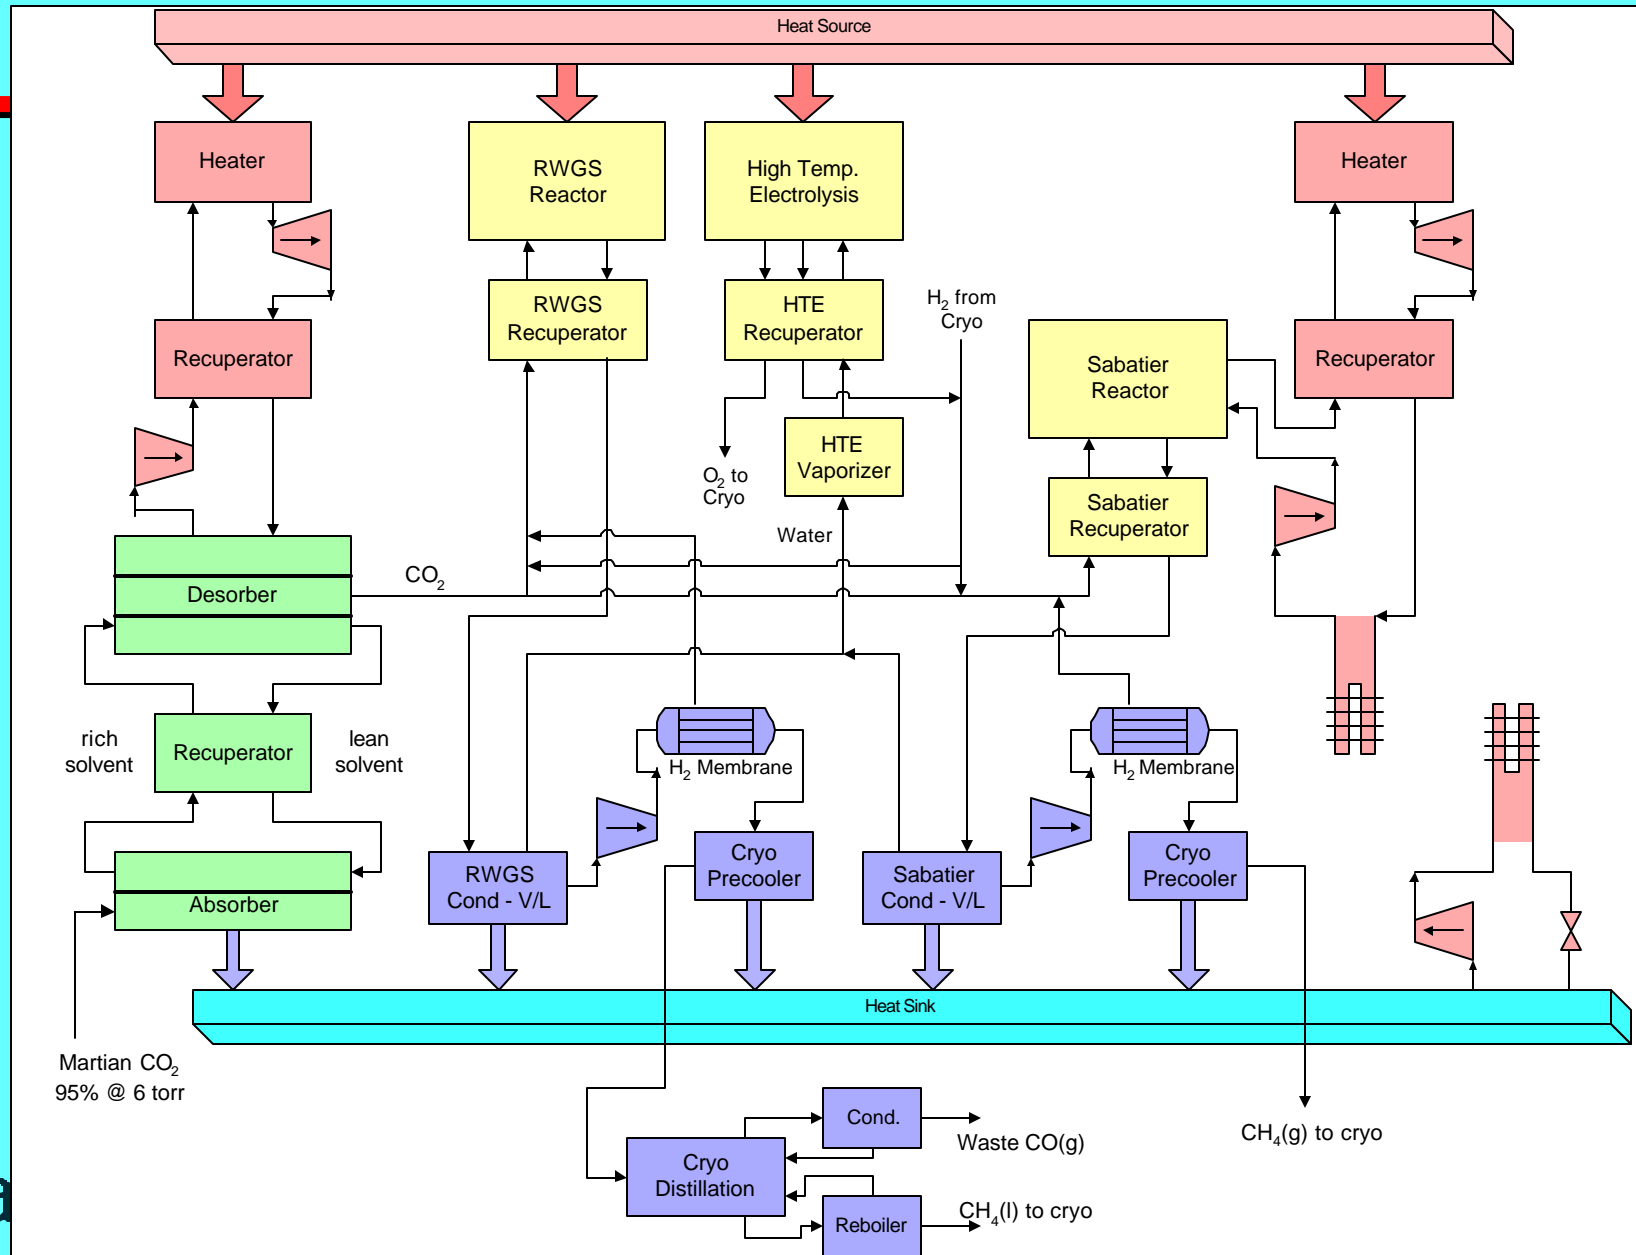 Heat Source
Heater
RWGS
Reactor
High Temp.
Electrolysis
Heater
RWGS
Recuperator
HTE
Recuperator
H₂ from
Cryo
Recuperator
Sabatier
Reactor
Recuperator
HTE
Vaporizer
O₂ to
Cryo
Sabatier
Recuperator
Water
CO₂
Desorber
rich
solvent
Recuperator
lean
solvent
H₂ Membrane
H₂ Membrane
RWGS
Cond - V/L
Cryo
Precooler
Sabatier
Cond - V/L
Cryo
Precooler
Absorber
Heat Sink
Martian CO₂
95% @ 6 torr
Cond.
Waste CO(g)
CH₄(g) to cryo
Cryo
Distillation
Reboiler
CH₄(l) to cryo